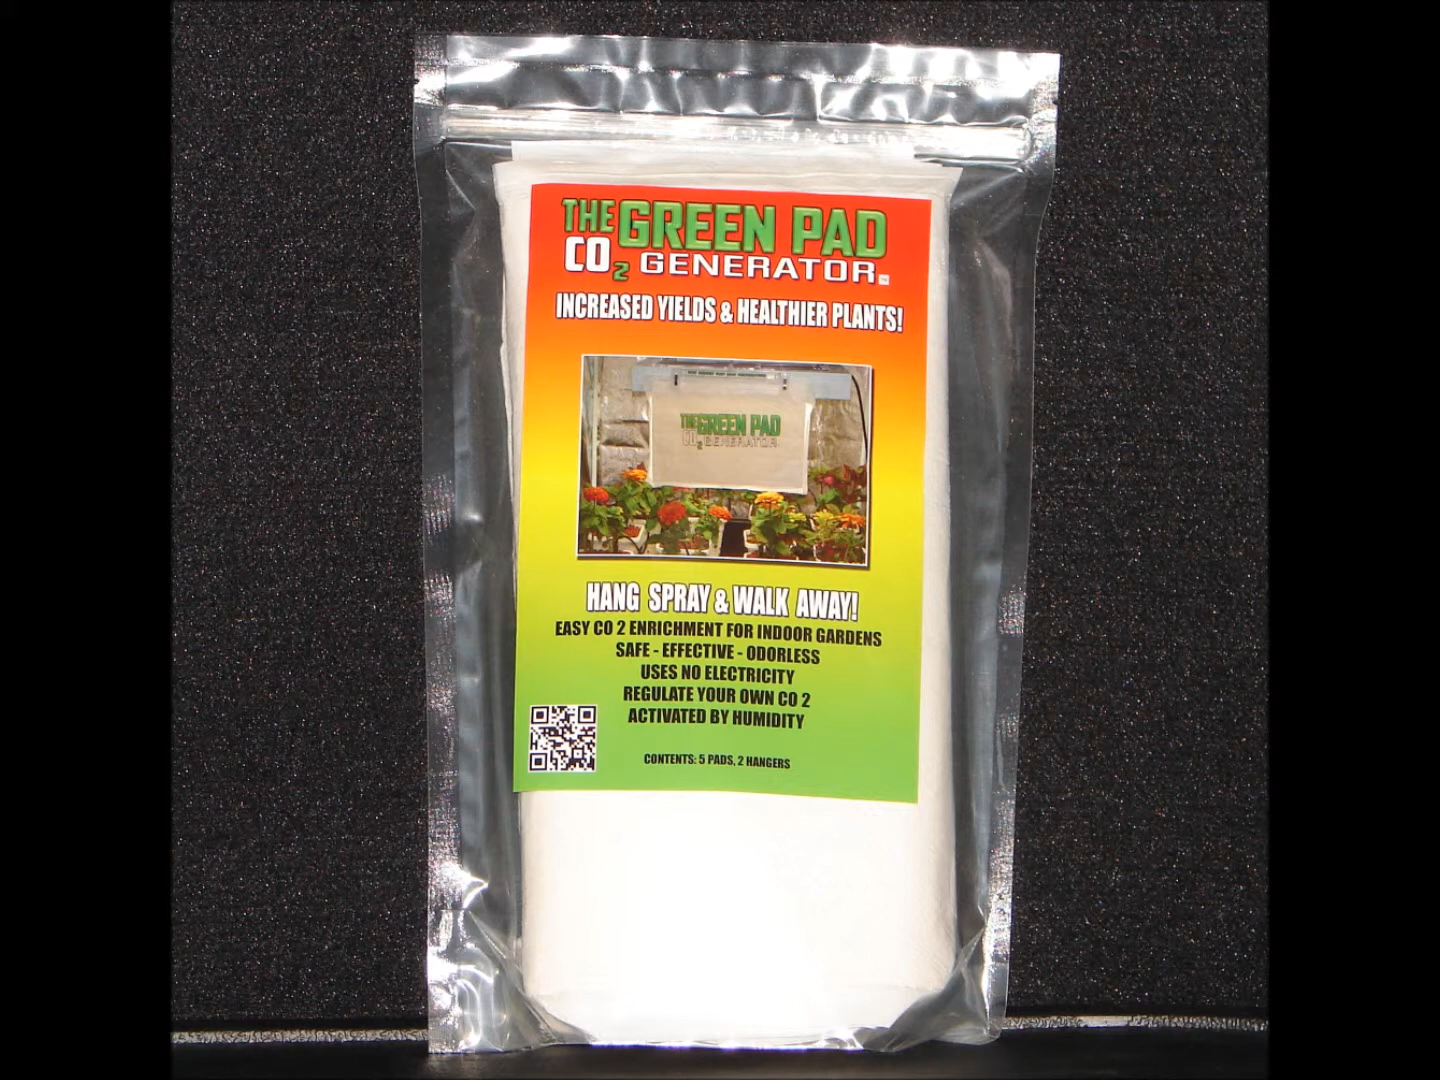 THE GREEN PAD
CO2 GENERATOR
INCREASED YIELDS & HEALTHIER PLANTS!
THE GREEN PAD
CO2 GENERATOR
HANG SPRAY & WALK AWAY!
EASY CO 2 ENRICHMENT FOR INDOOR GARDENS
SAFE - EFFECTIVE - ODORLESS
USES NO ELECTRICITY
REGULATE YOUR OWN CO 2
ACTIVATED BY HUMIDITY
CONTENTS: 5 PADS, 2 HANGERS